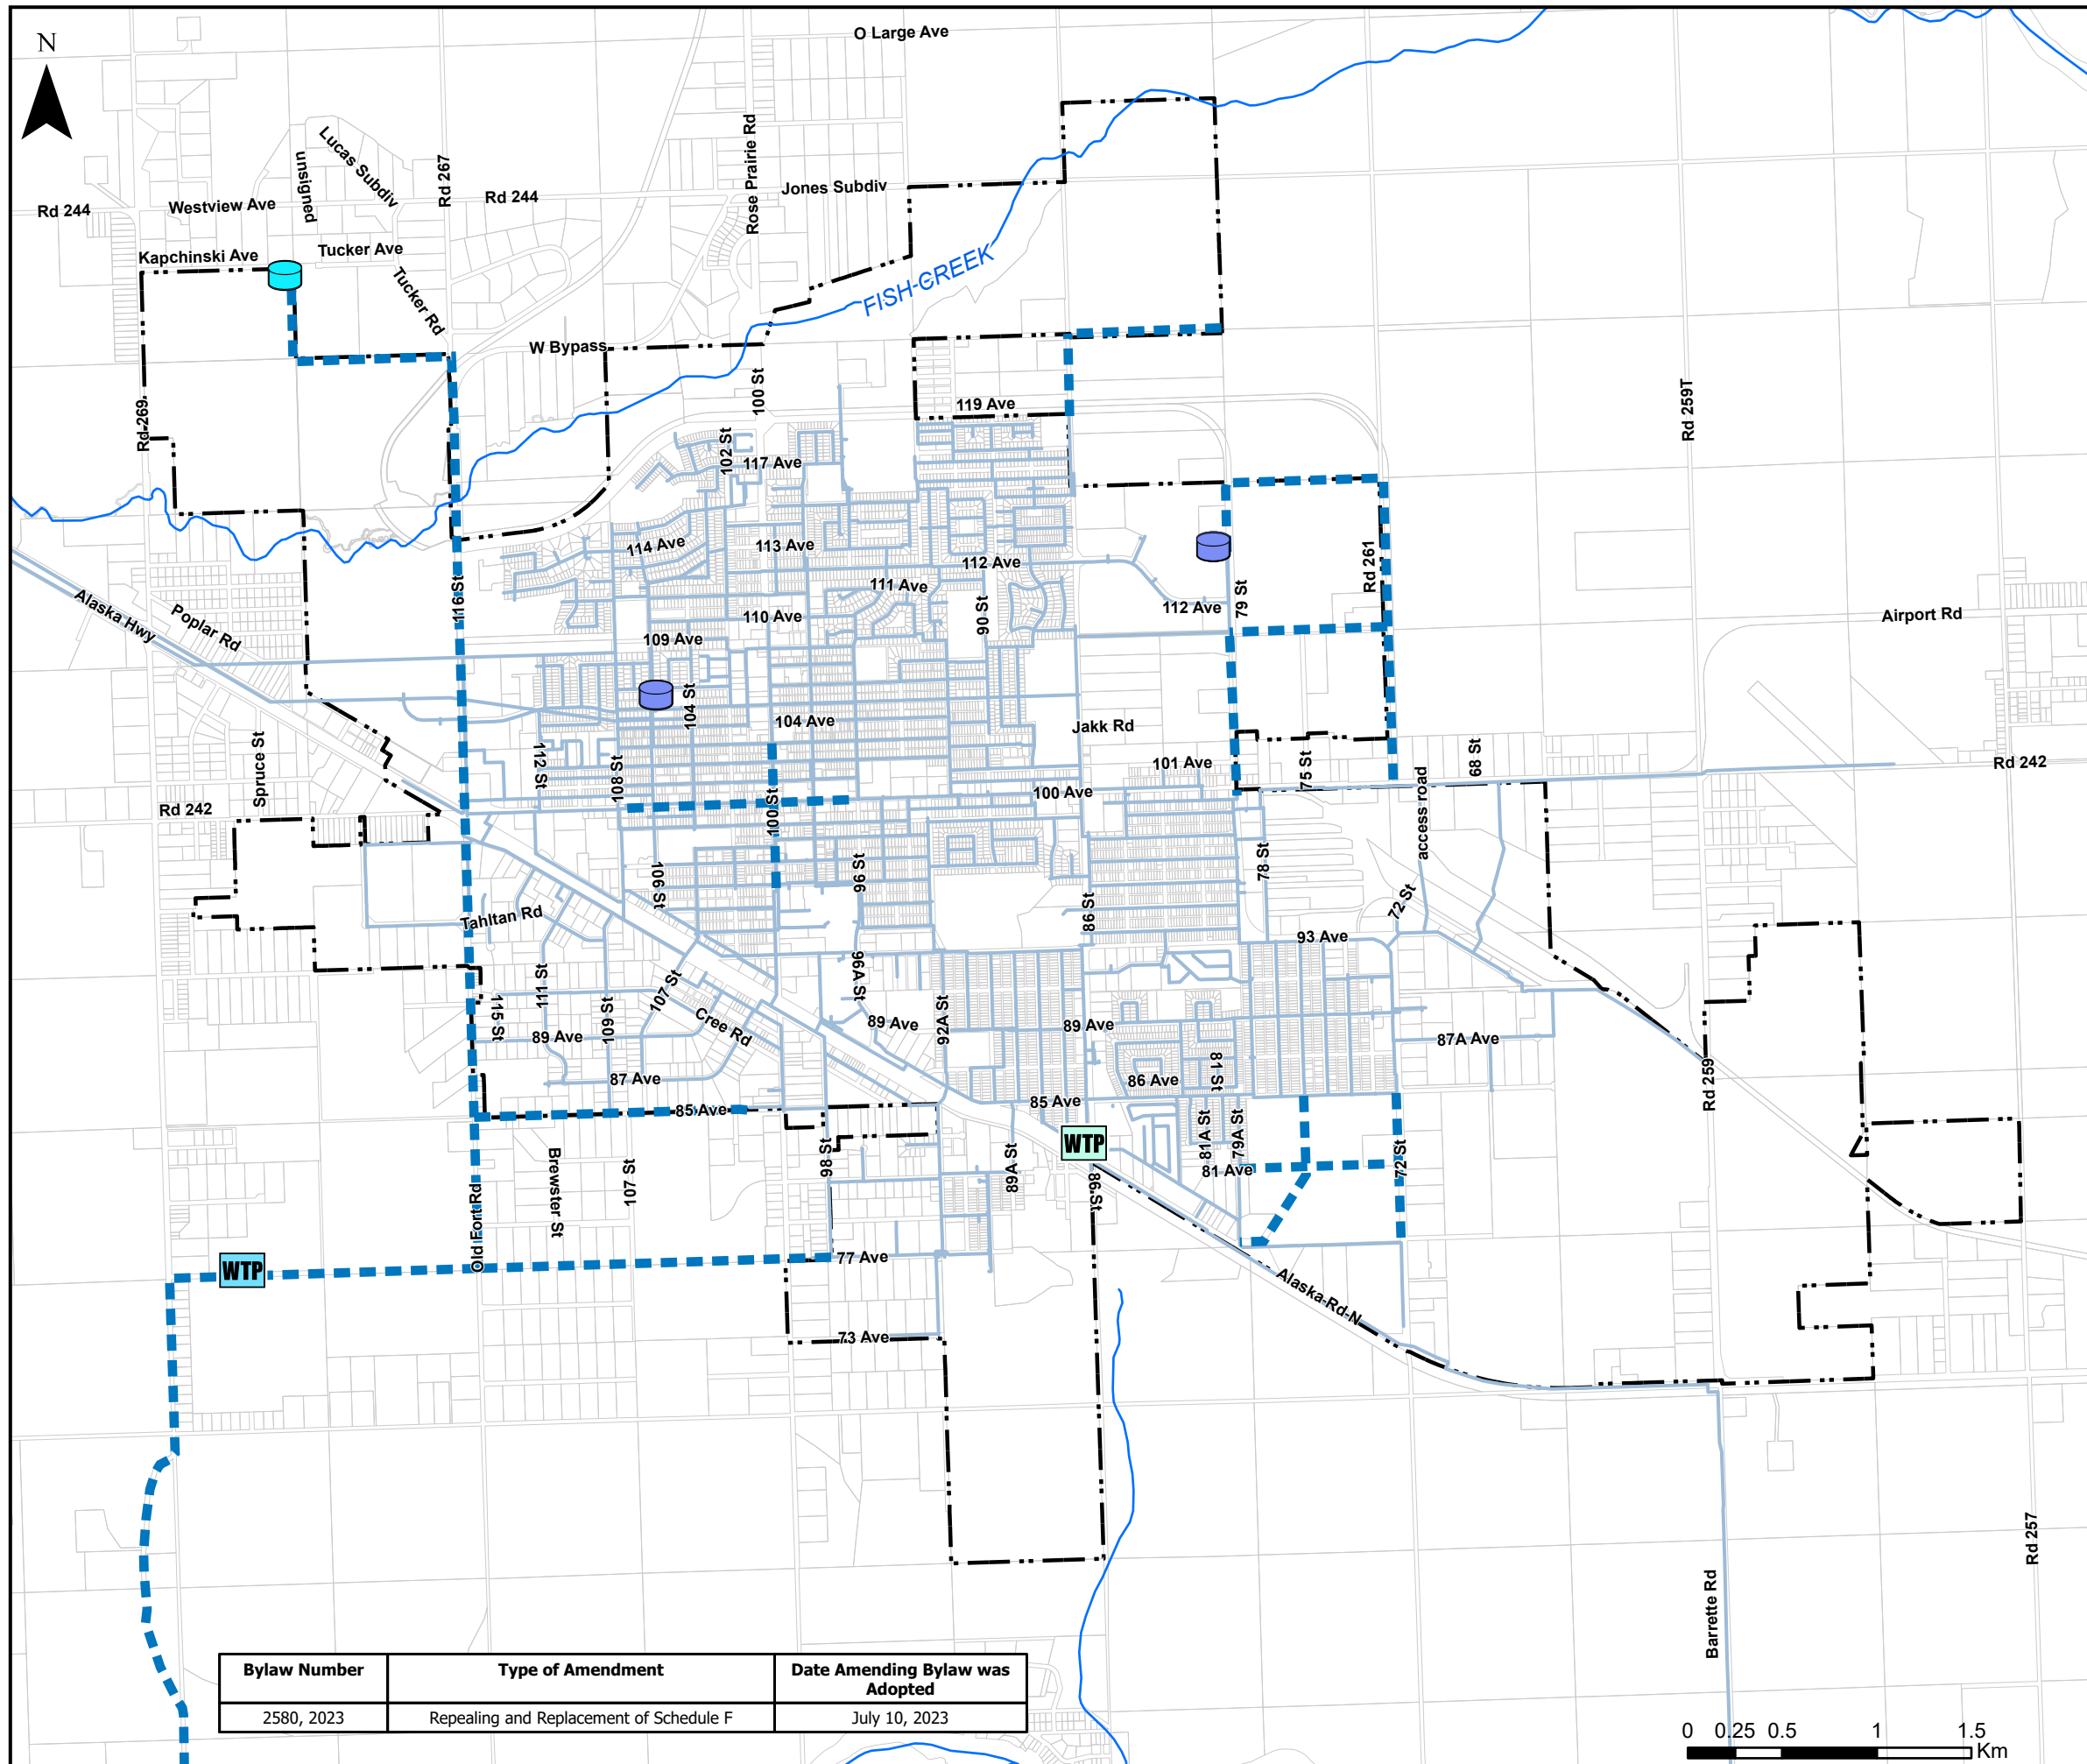 N
O Large Ave
Rd 267
Lucas Subdiv
unsigned
Rose Prairie Rd
Jones Subdiv
Rd 244
Westview Ave
Rd 244
Kapchinski Ave
Tucker Ave
Tucker Rd
FISH CREEK
W Bypass
100 St
119 Ave
Rd 259T
Rd 269
102 St
117 Ave
114 Ave
113 Ave
112 Ave
111 Ave
Rd 261
79 St
116 St
90 St
112 Ave
110 Ave
Alaska Hwy
Poplar Rd
109 Ave
Airport Rd
104 St
104 Ave
Jakk Rd
Spruce St
112 St
108 St
101 Ave
75 St
68 St
Rd 242
100 Ave
Rd 242
100 St
access road
106 St
96 St
78 St
86 St
72 St
Tahltan Rd
93 Ave
96A St
111 St
107 St
115 St
109 St
Cree Rd
89 Ave
92A St
89 Ave
89 Ave
87A Ave
87 Ave
86 Ave
81 St
Rd 259
85 Ave
85 Ave
WTP
81A St
79A St
72 St
98 St
89A St
81 Ave
86 St
Brewster St
107 St
Old Fort Rd
WTP
77 Ave
Alaska Rd N
73 Ave
Rd 257
Barrette Rd
Bylaw Number
Type of Amendment
Date Amending Bylaw was
Adopted
2580, 2023
Repealing and Replacement of Schedule F
July 10, 2023
0 0.25 0.5 1 1.5
Km